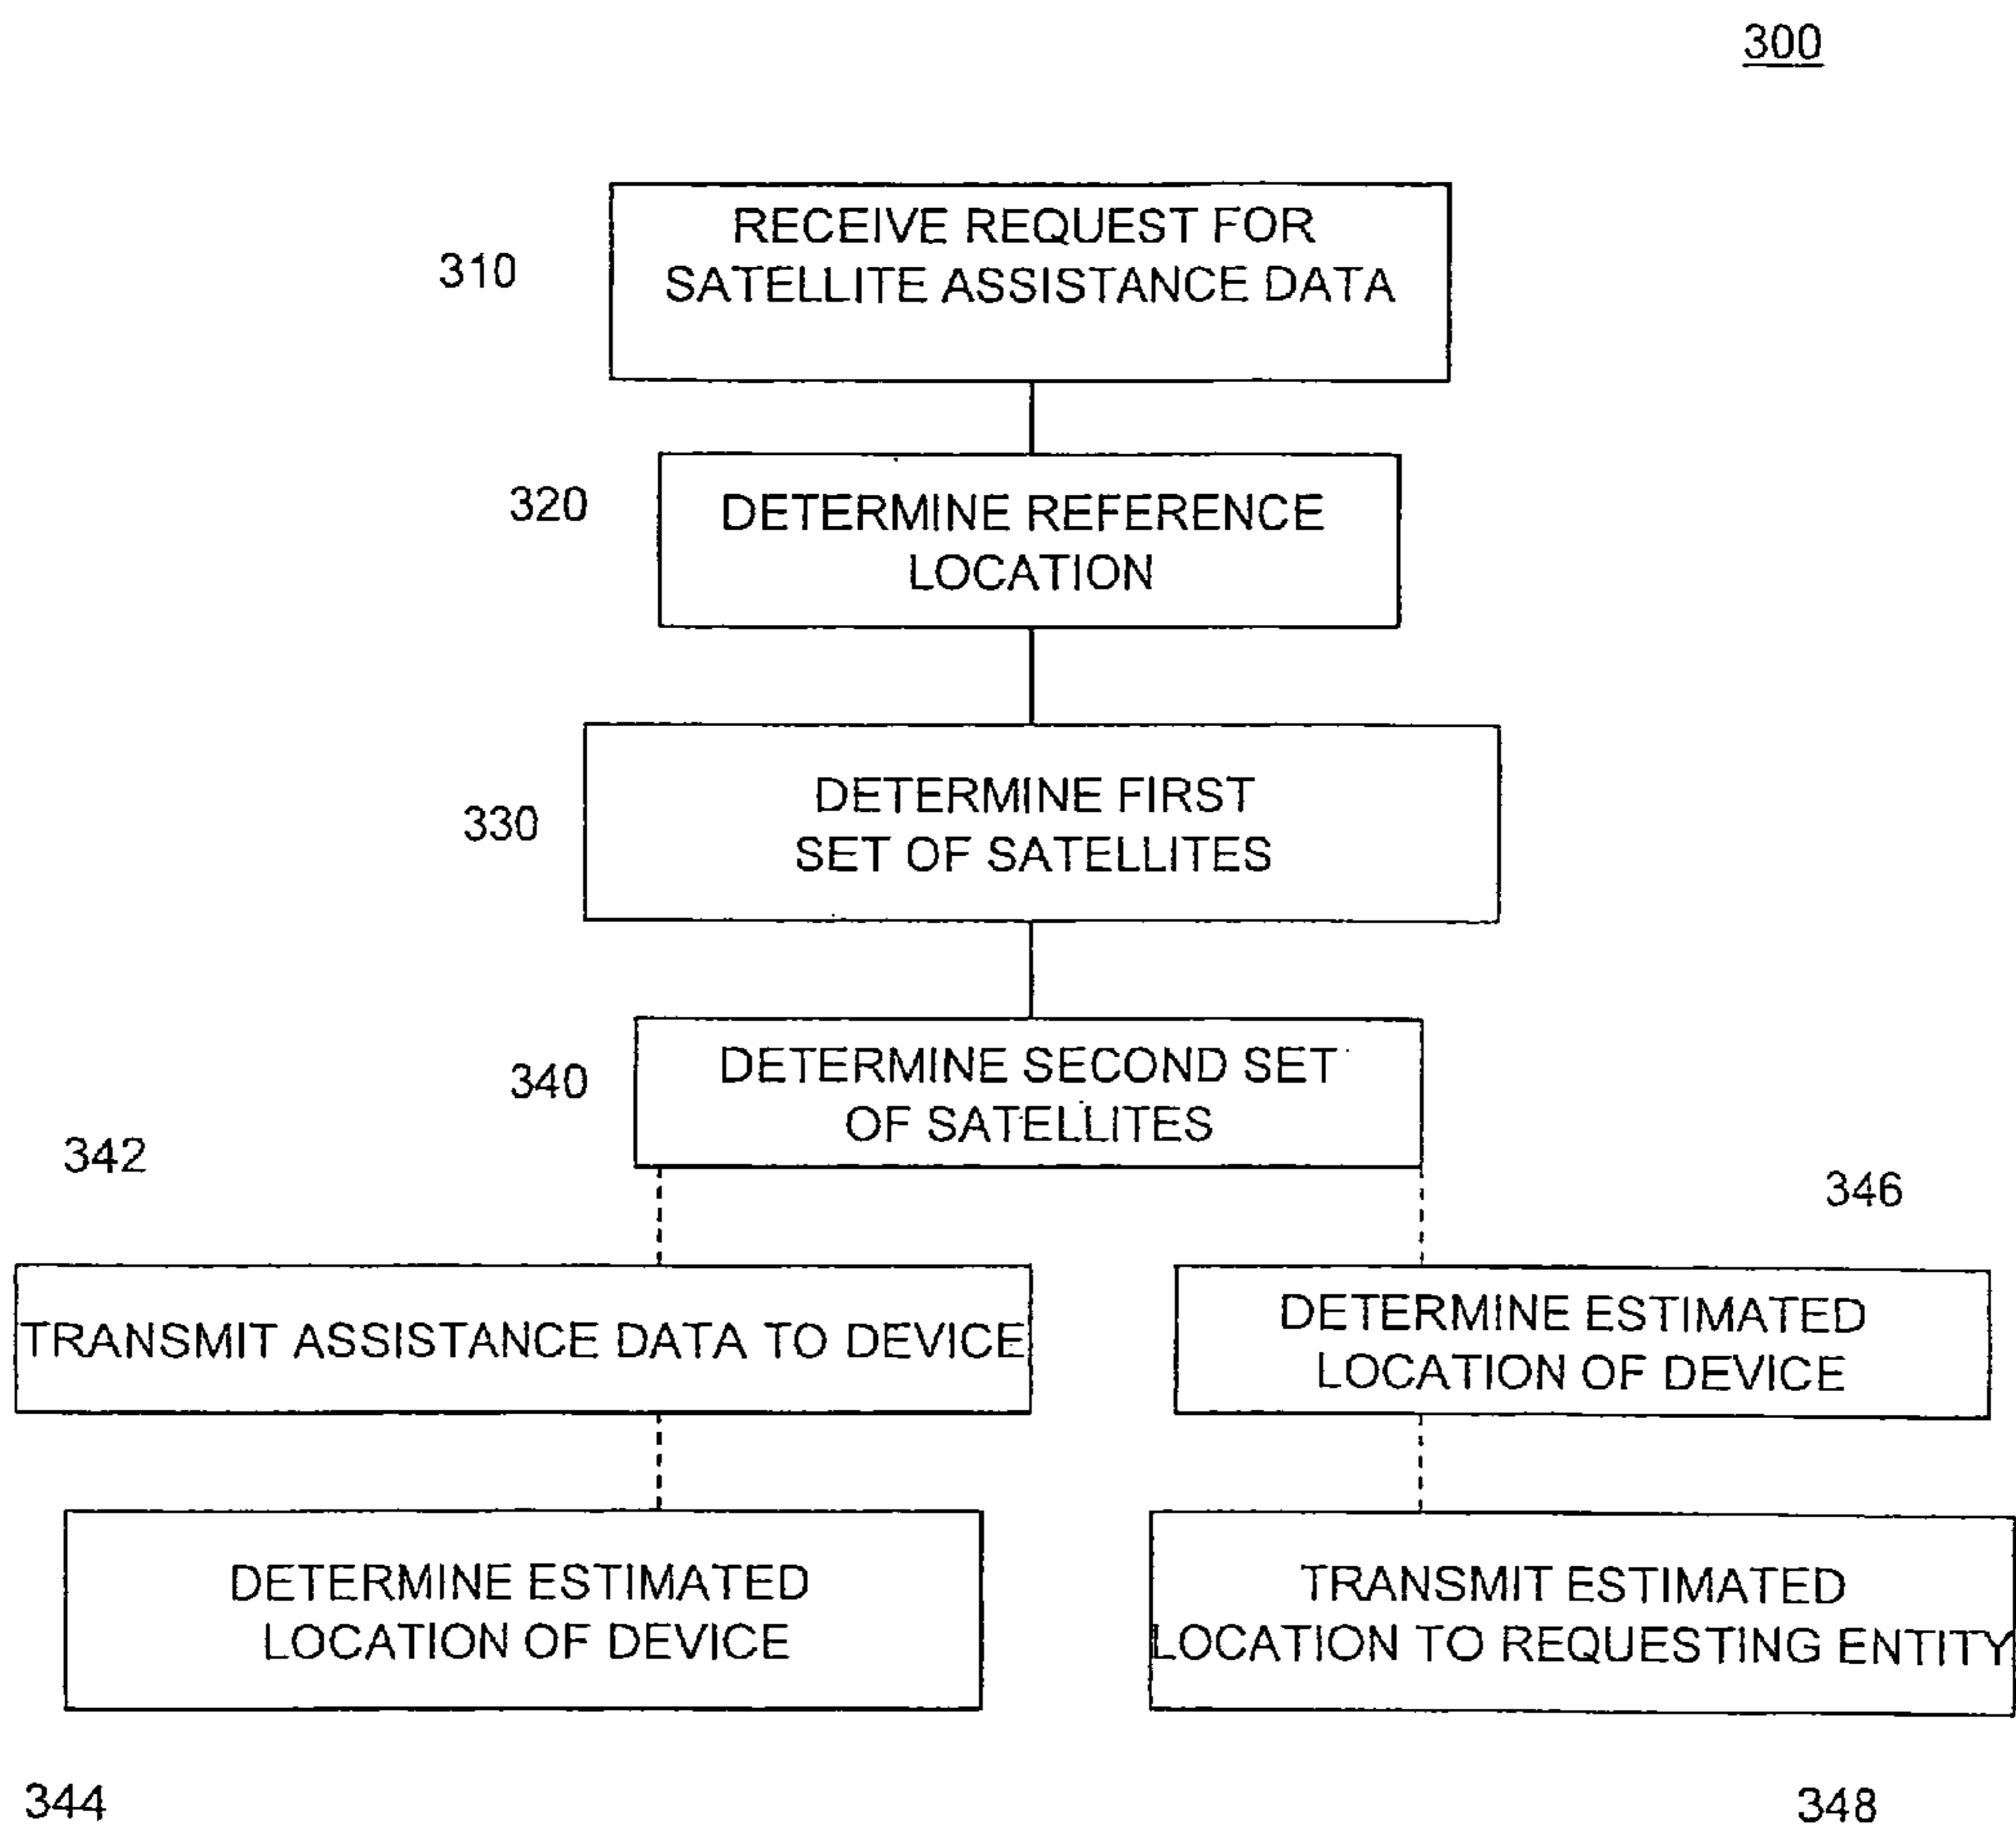 300
310
RECEIVE REQUEST FOR
SATELLITE ASSISTANCE DATA
320
DETERMINE REFERENCE
LOCATION
330
DETERMINE FIRST
SET OF SATELLITES
340
DETERMINE SECOND SET
OF SATELLITES
342
346
TRANSMIT ASSISTANCE DATA TO DEVICE
DETERMINE ESTIMATED
LOCATION OF DEVICE
DETERMINE ESTIMATED
LOCATION OF DEVICE
TRANSMIT ESTIMATED
LOCATION TO REQUESTING ENTITY
344
348